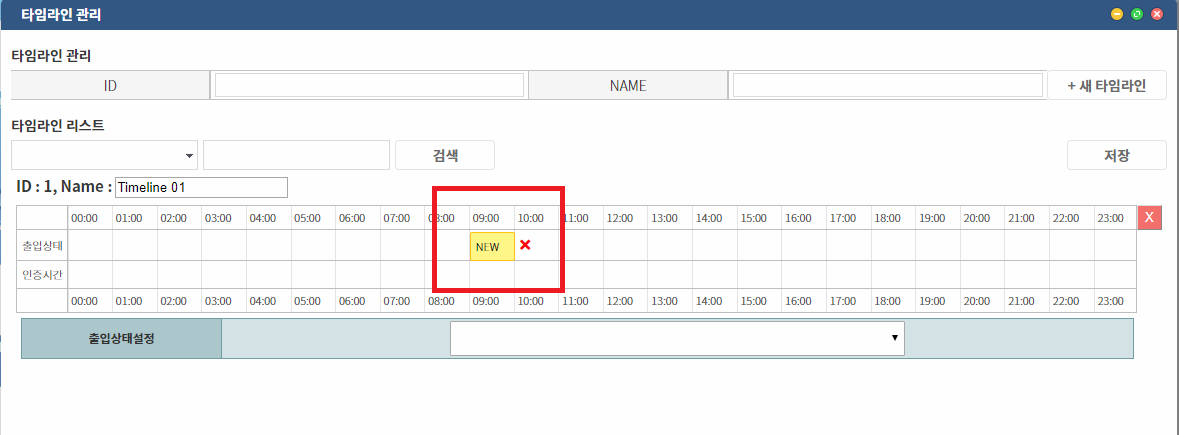 타임라인 관리
타임라인 관리
ID NAME + 새 타임라인
타임라인 리스트
검색 저장
ID : 1, Name : Timeline 01
00:00 01:00 02:00 03:00 04:00 05:00 06:00 07:00 08:00 09:00 10:00 11:00 12:00 13:00 14:00 15:00 16:00 17:00 18:00 19:00 20:00 21:00 22:00 23:00 X
출입상태 NEW
인증시간
00:00 01:00 02:00 03:00 04:00 05:00 06:00 07:00 08:00 09:00 10:00 11:00 12:00 13:00 14:00 15:00 16:00 17:00 18:00 19:00 20:00 21:00 22:00 23:00
출입상태설정